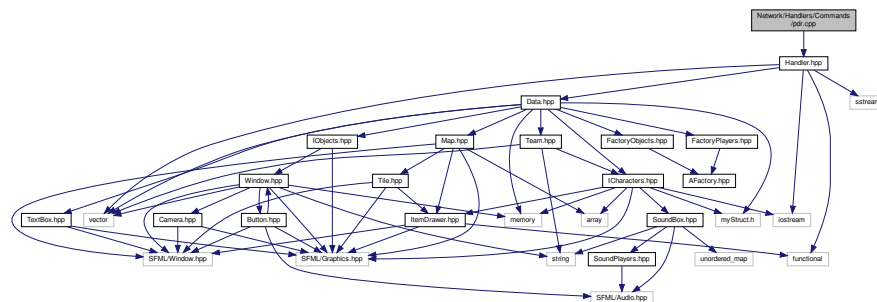 Network/Handlers/Commands
/pdr.cpp
Handler.hpp
Data.hpp
sstream
IObjects.hpp
Map.hpp
Team.hpp
FactoryObjects.hpp
FactoryPlayers.hpp
Window.hpp
Tile.hpp
ICharacters.hpp
AFactory.hpp
TextBox.hpp
vector
Camera.hpp
Button.hpp
ItemDrawer.hpp
memory
array
SoundBox.hpp
myStruct.h
iostream
SFML/Window.hpp
SFML/Graphics.hpp
string
SoundPlayers.hpp
unordered_map
functional
SFML/Audio.hpp